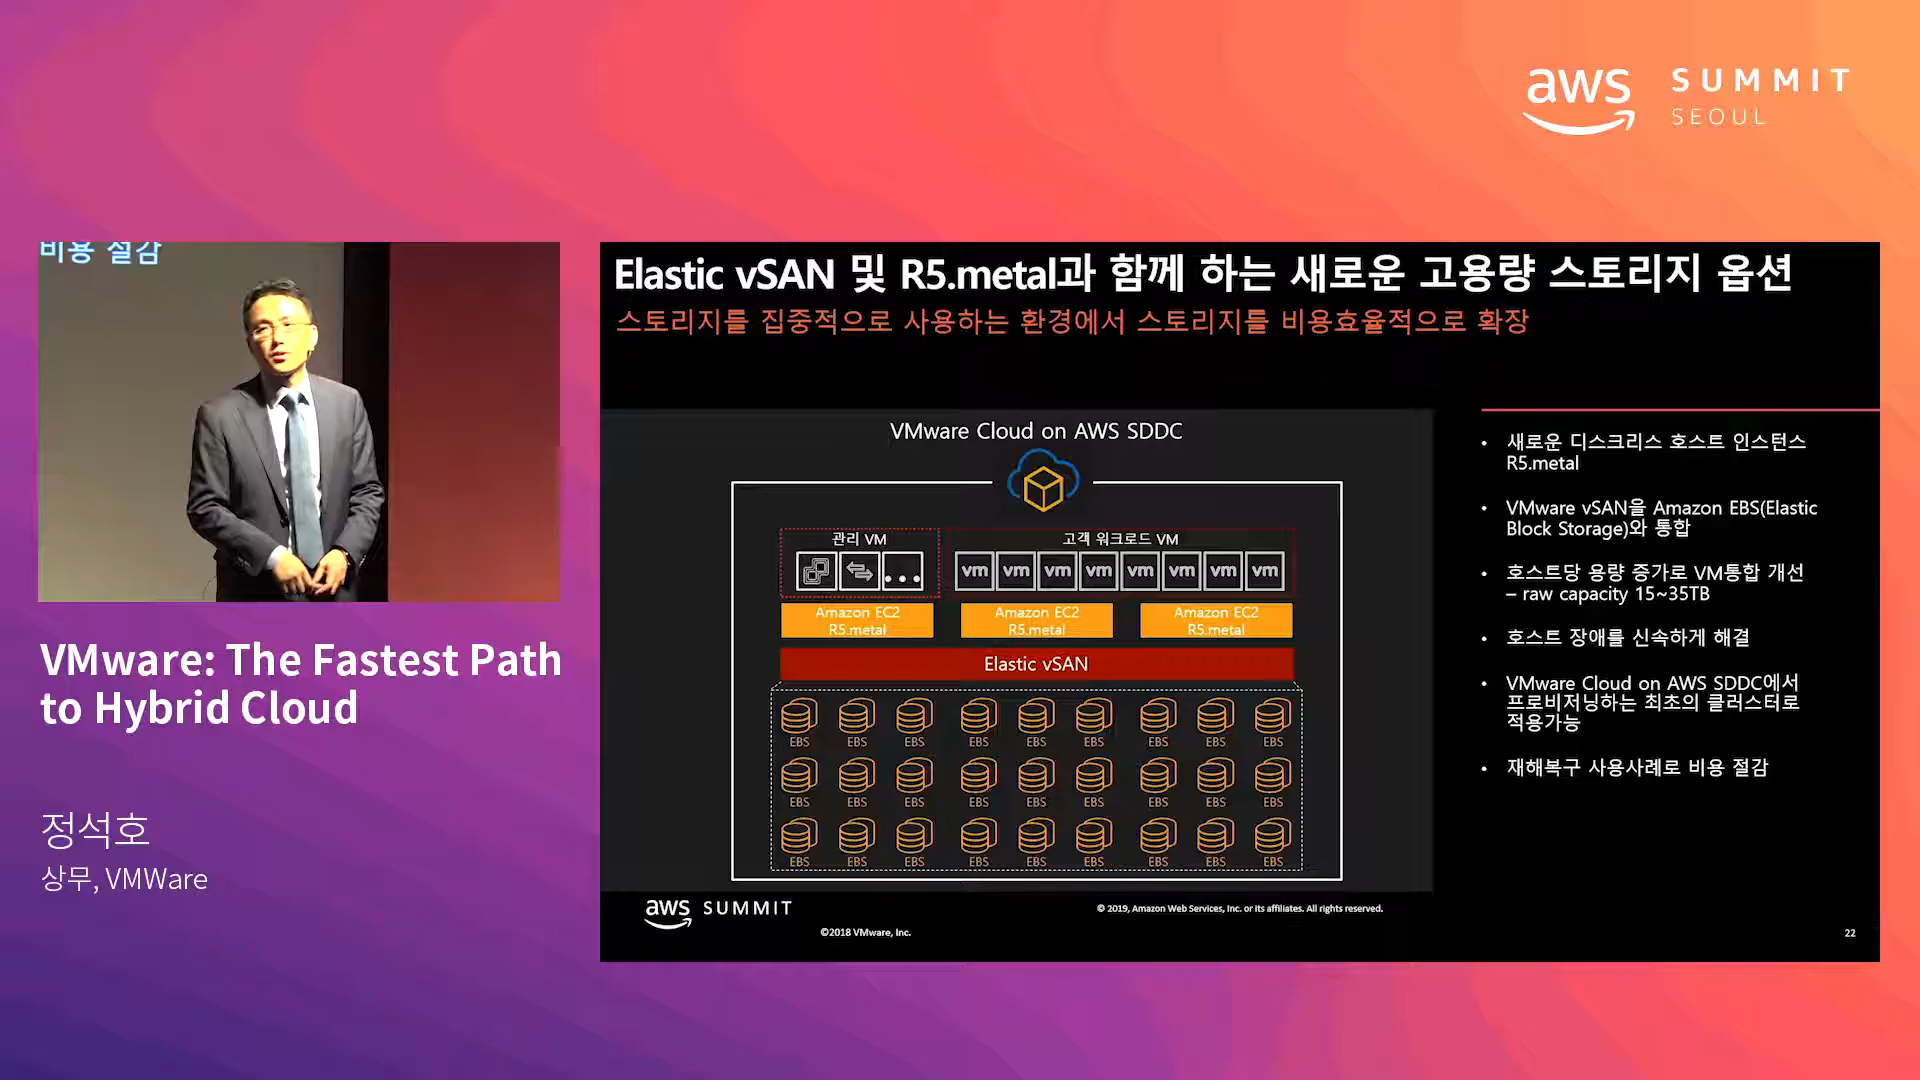 aws SUMMIT
SEOUL
비용 절감
VMware: The Fastest Path
to Hybrid Cloud
정석호
상무, VMWare
Elastic vSAN 및 R5.metal과 함께 하는 새로운 고용량 스토리지 옵션
스토리지를 집중적으로 사용하는 환경에서 스토리지를 비용효율적으로 확장
VMware Cloud on AWS SDDC
관리 VM
고객 워크로드 VM
vm vm vm vm vm vm vm vm
Amazon EC2
R5.metal
Amazon EC2
R5.metal
Amazon EC2
R5.metal
Elastic vSAN
EBS EBS EBS EBS EBS EBS EBS EBS EBS
EBS EBS EBS EBS EBS EBS EBS EBS EBS
EBS EBS EBS EBS EBS EBS EBS EBS EBS
• 새로운 디스크리스 호스트 인스턴스
R5.metal
• VMware vSAN을 Amazon EBS(Elastic
Block Storage)와 통합
• 호스트당 용량 증가로 VM통합 개선
– raw capacity 15~35TB
• 호스트 장애를 신속하게 해결
• VMware Cloud on AWS SDDC에서
프로비저닝하는 최초의 클러스터로
적용가능
• 재해복구 사용사례로 비용 절감
aws SUMMIT
© 2019, Amazon Web Services, Inc. or its affiliates. All rights reserved.
©2018 VMware, Inc.
22